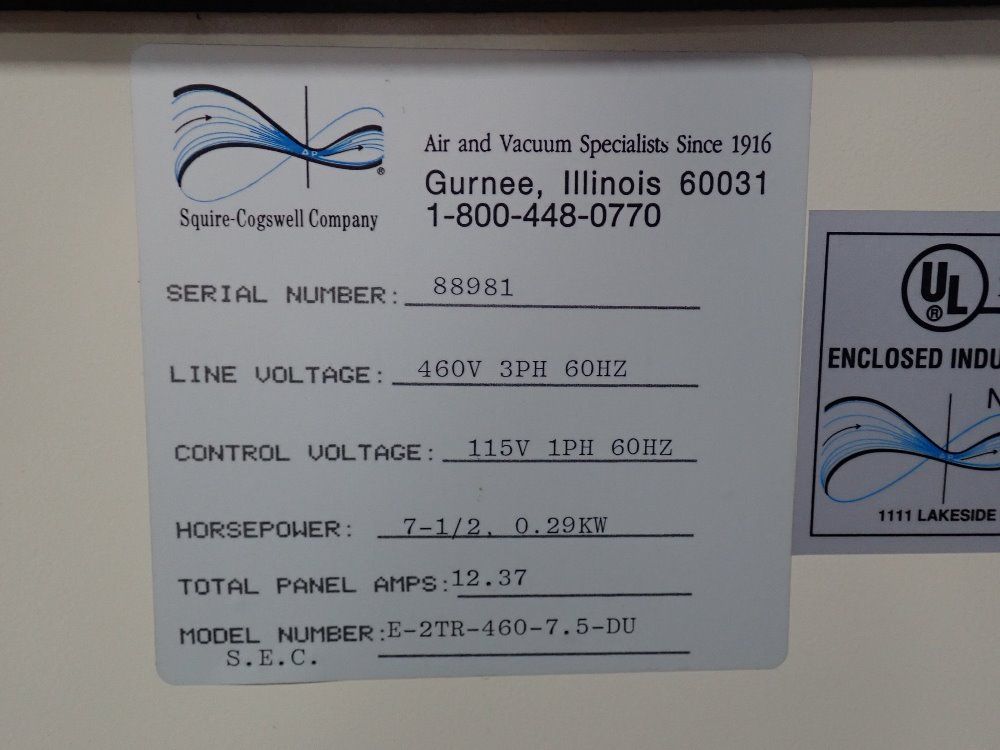 ΔP
®
Squire-Cogswell Company
Air and Vacuum Specialists Since 1916
Gurnee, Illinois 60031
1-800-448-0770
SERIAL NUMBER: 88981
LINE VOLTAGE: 460V 3PH 60HZ
CONTROL VOLTAGE: 115V 1PH 60HZ
HORSEPOWER: 7-1/2, 0.29KW
TOTAL PANEL AMPS: 12.37
MODEL NUMBER: E-2TR-460-7.5-DU
S.E.C.
UL
®
ENCLOSED INDU
N
ΔP
1111 LAKESIDE